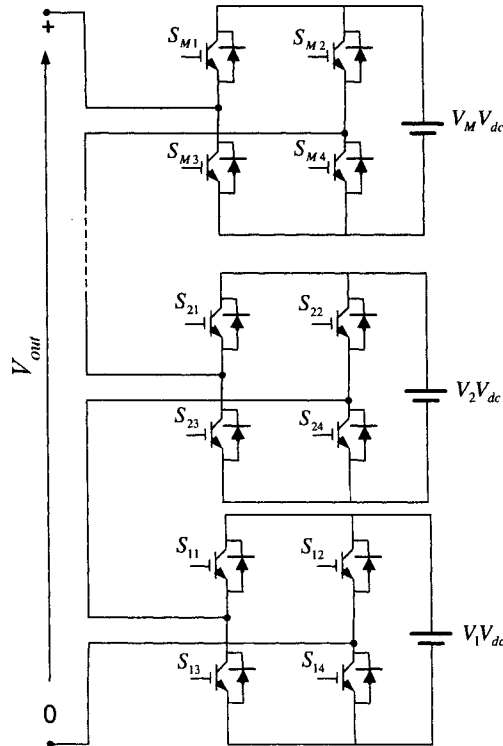 +
S_{M1}
S_{M2}
V_M V_{dc}
S_{M3}
S_{M4}
V_{out}
S_{21}
S_{22}
V_2 V_{dc}
S_{23}
S_{24}
S_{11}
S_{12}
V_1 V_{dc}
S_{13}
S_{14}
0